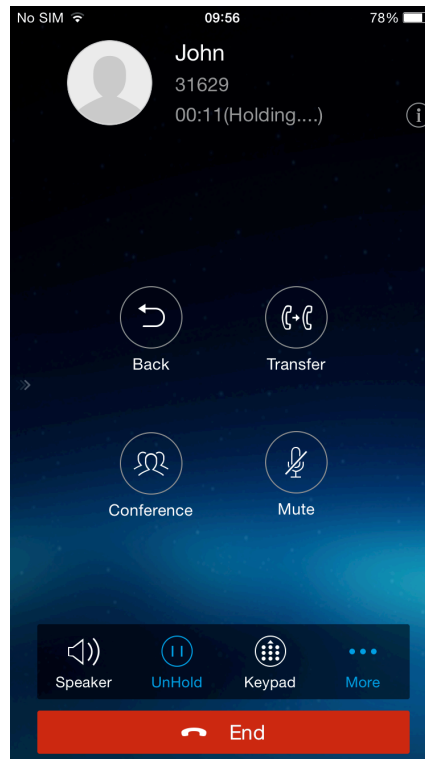 No SIM 09:56 78%
John
31629
00:11(Holding....)
i
Back Transfer
Conference Mute
Speaker UnHold Keypad More
End